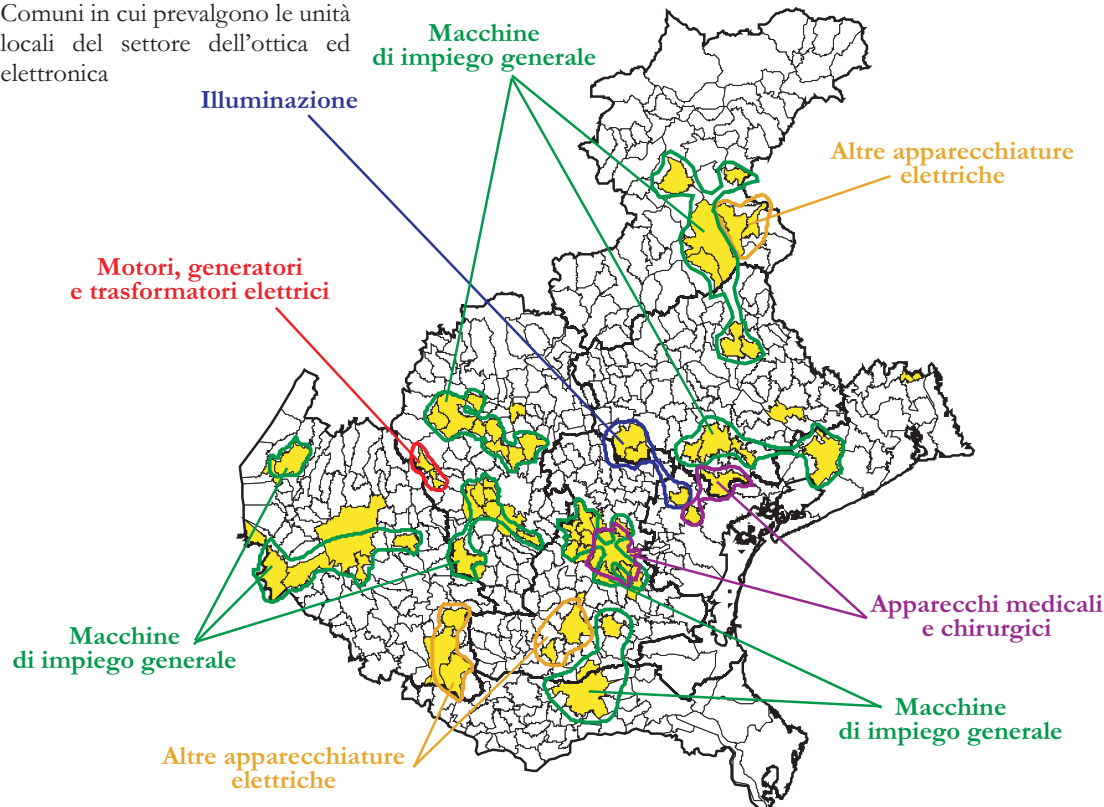 Comuni in cui prevalgono le unità
locali del settore dell’ottica ed
elettronica
Macchine
di impiego generale
Illuminazione
Altre apparecchiature
elettriche
Motori, generatori
e trasformatori elettrici
Macchine
di impiego generale
Apparecchi medicali
e chirurgici
Macchine
di impiego generale
Altre apparecchiature
elettriche